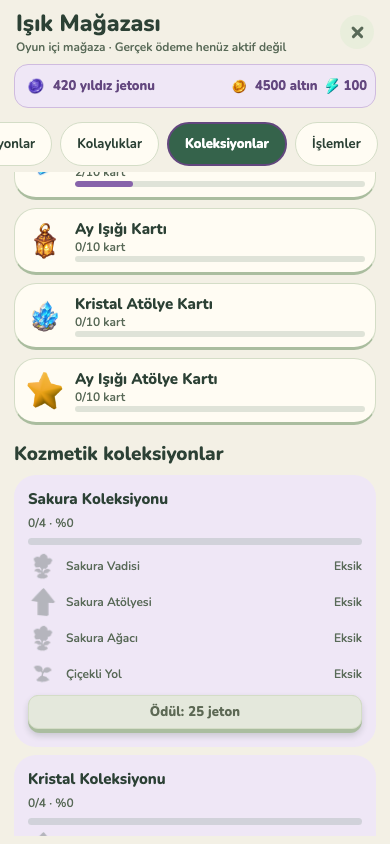 Işık Mağazası
Oyun içi mağaza · Gerçek ödeme henüz aktif değil
420 yıldız jetonu
4500 altın
100
yonlar
Kolaylıklar
Koleksiyonlar
İşlemler
2/10 kart
Ay Işığı Kartı
0/10 kart
Kristal Atölye Kartı
0/10 kart
Ay Işığı Atölye Kartı
0/10 kart
Kozmetik koleksiyonlar
Sakura Koleksiyonu
0/4 · %0
Sakura Vadisi Eksik
Sakura Atölyesi Eksik
Sakura Ağacı Eksik
Çiçekli Yol Eksik
Ödül: 25 jeton
Kristal Koleksiyonu
0/4 · %0